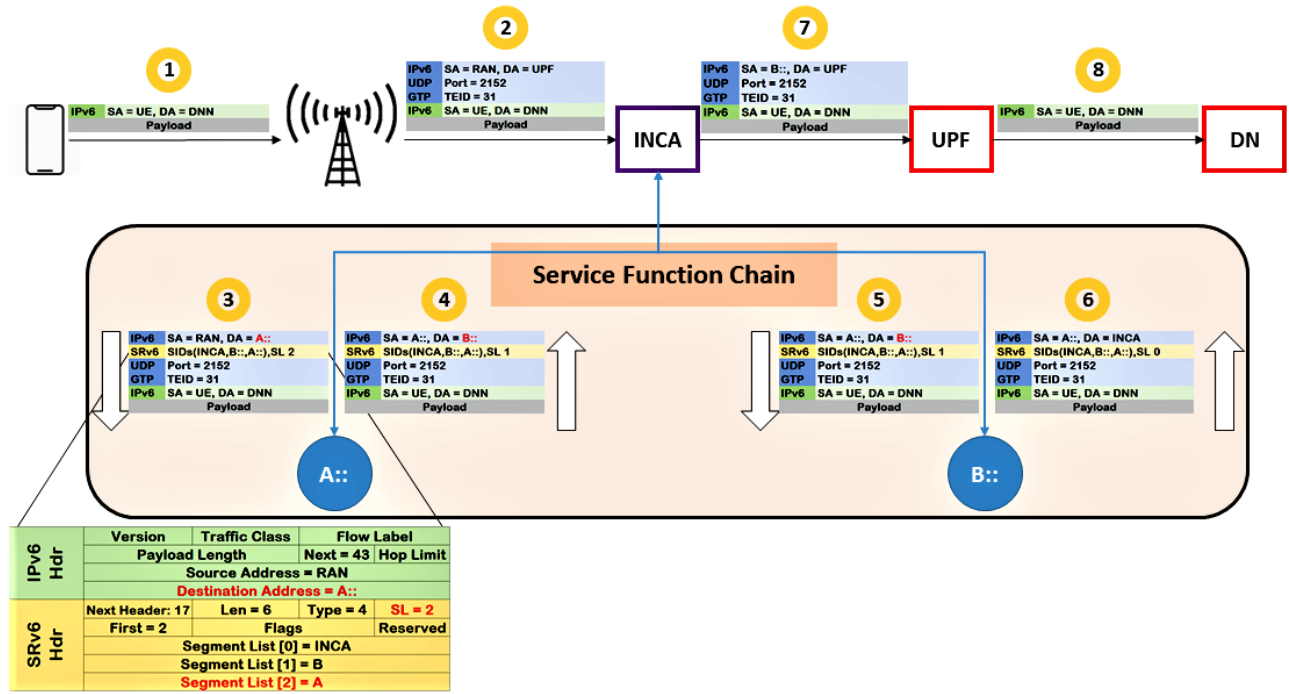 1
IPv6 SA = UE, DA = DNN
Payload
2
IPv6 SA = RAN, DA = UPF
UDP Port = 2152
GTP TEID = 31
IPv6 SA = UE, DA = DNN
Payload
INCA
7
IPv6 SA = B::, DA = UPF
UDP Port = 2152
GTP TEID = 31
IPv6 SA = UE, DA = DNN
Payload
UPF
8
IPv6 SA = UE, DA = DNN
Payload
DN
Service Function Chain
3
IPv6 SA = RAN, DA = A::
SRv6 SIDs(INCA,B::,A::),SL 2
UDP Port = 2152
GTP TEID = 31
IPv6 SA = UE, DA = DNN
Payload
4
IPv6 SA = A::, DA = B::
SRv6 SIDs(INCA,B::,A::),SL 1
UDP Port = 2152
GTP TEID = 31
IPv6 SA = UE, DA = DNN
Payload
5
IPv6 SA = A::, DA = B::
SRv6 SIDs(INCA,B::,A::),SL 1
UDP Port = 2152
GTP TEID = 31
IPv6 SA = UE, DA = DNN
Payload
6
IPv6 SA = A::, DA = INCA
SRv6 SIDs(INCA,B::,A::),SL 0
UDP Port = 2152
GTP TEID = 31
IPv6 SA = UE, DA = DNN
Payload
A::
B::
IPv6 Hdr
Version Traffic Class Flow Label
Payload Length Next = 43 Hop Limit
Source Address = RAN
Destination Address = A::
SRv6 Hdr
Next Header: 17 Len = 6 Type = 4 SL = 2
First = 2 Flags Reserved
Segment List [0] = INCA
Segment List [1] = B
Segment List [2] = A